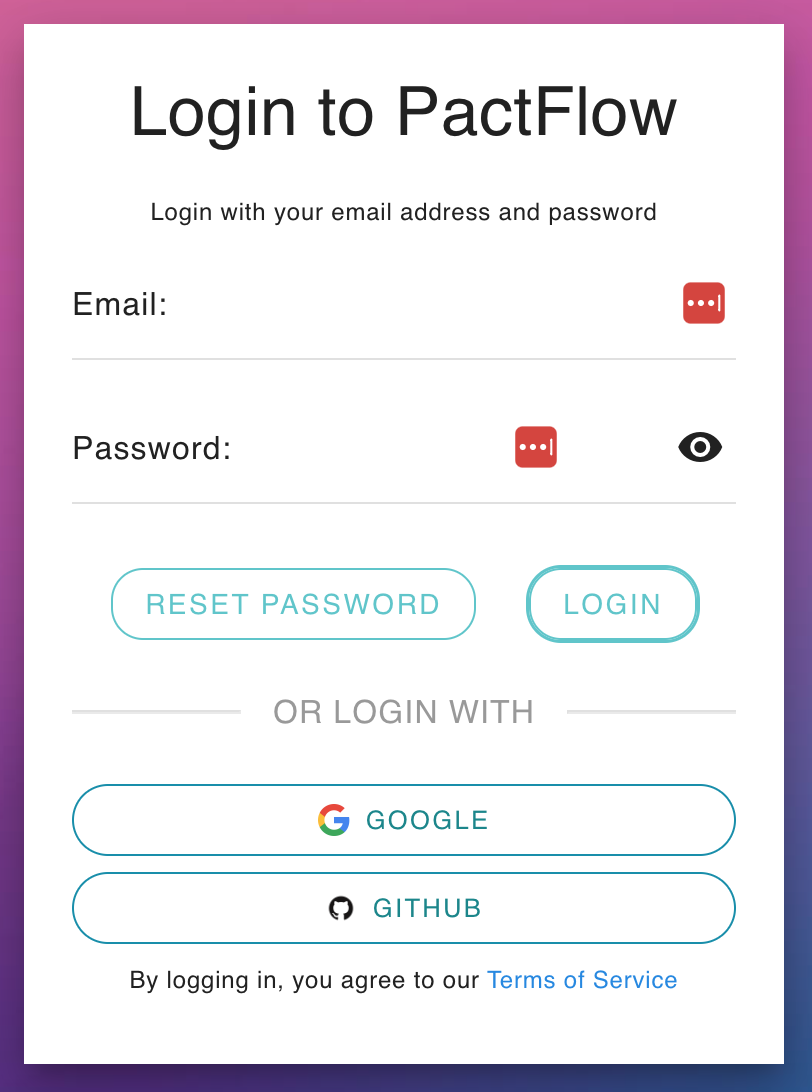 Login to PactFlow
Login with your email address and password
Email:
Password:
RESET PASSWORD
LOGIN
OR LOGIN WITH
GOOGLE
GITHUB
By logging in, you agree to our Terms of Service